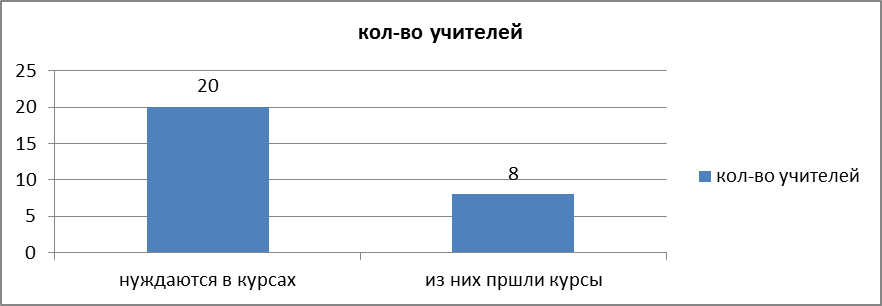 кол-во учителей
25
20
15
10
5
0
20
8
нуждаются в курсах
из них пршли курсы
кол-во учителей